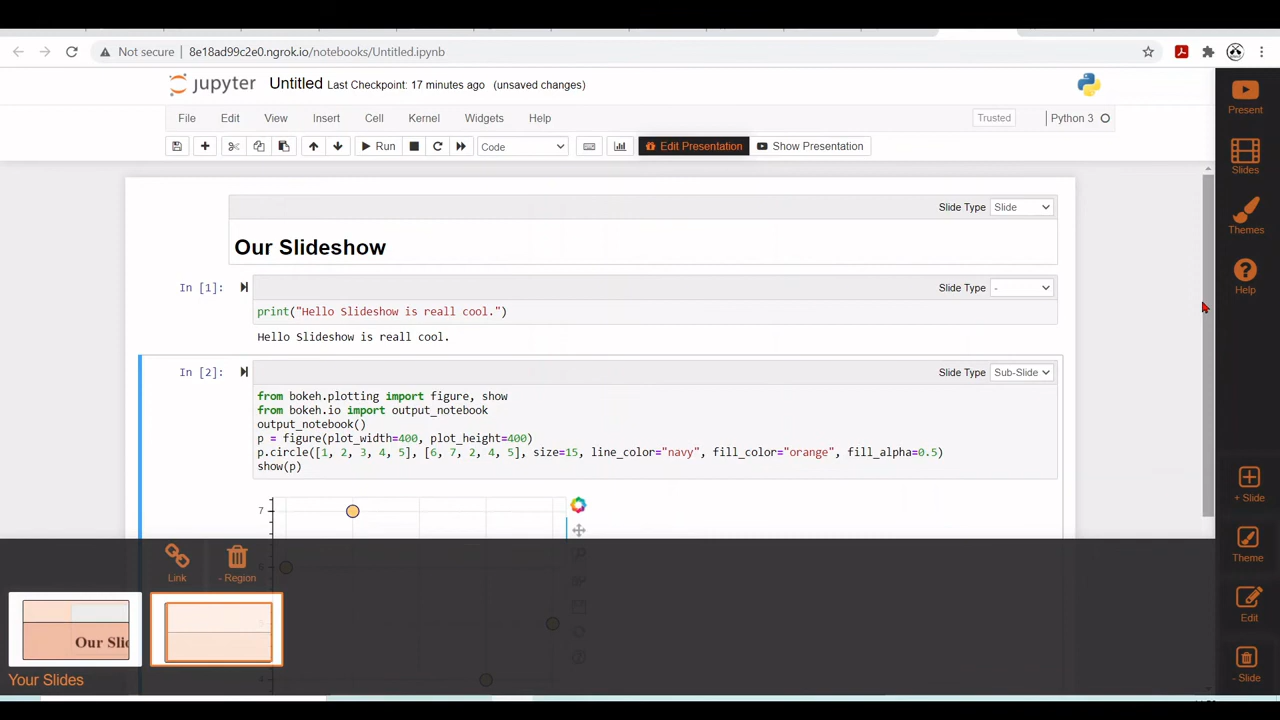 Not secure 8e18ad99c2e0.ngrok.io/notebooks/Untitled.ipynb
jupyter Untitled Last Checkpoint: 17 minutes ago (unsaved changes)
File Edit View Insert Cell Kernel Widgets Help Trusted Python 3
Run Code Edit Presentation Show Presentation
Present
Slides
Themes
Help
Slide Type Slide
Our Slideshow
In [1]: Slide Type -
print("Hello Slideshow is reall cool.")
Hello Slideshow is reall cool.
In [2]: Slide Type Sub-Slide
from bokeh.plotting import figure, show
from bokeh.io import output_notebook
output_notebook()
p = figure(plot_width=400, plot_height=400)
p.circle([1, 2, 3, 4, 5], [6, 7, 2, 4, 5], size=15, line_color="navy", fill_color="orange", fill_alpha=0.5)
show(p)
7
+ Slide
Theme
Edit
- Slide
Link - Region
Our Slid
4
Your Slides